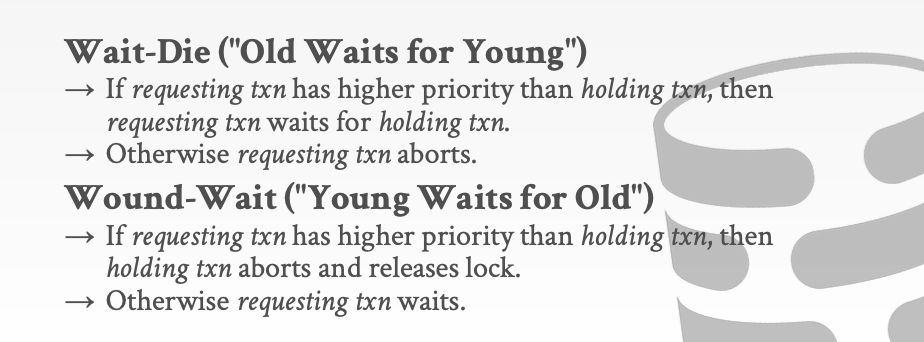 Wait-Die ("Old Waits for Young")
→ If requesting txn has higher priority than holding txn, then
requesting txn waits for holding txn.
→ Otherwise requesting txn aborts.
Wound-Wait ("Young Waits for Old")
→ If requesting txn has higher priority than holding txn, then
holding txn aborts and releases lock.
→ Otherwise requesting txn waits.